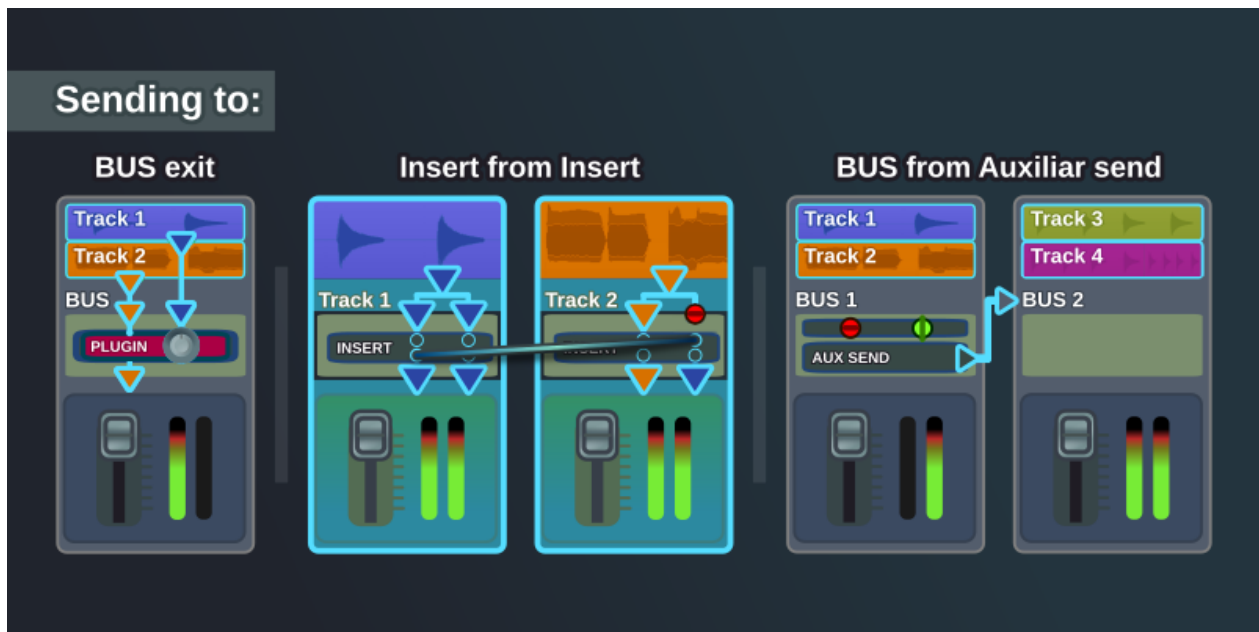 Sending to:
BUS exit
Track 1
Track 2
BUS
PLUGIN
Insert from Insert
Track 1
INSERT
Track 2
INSERT
BUS from Auxiliar send
Track 1
Track 2
BUS 1
AUX SEND
Track 3
Track 4
BUS 2